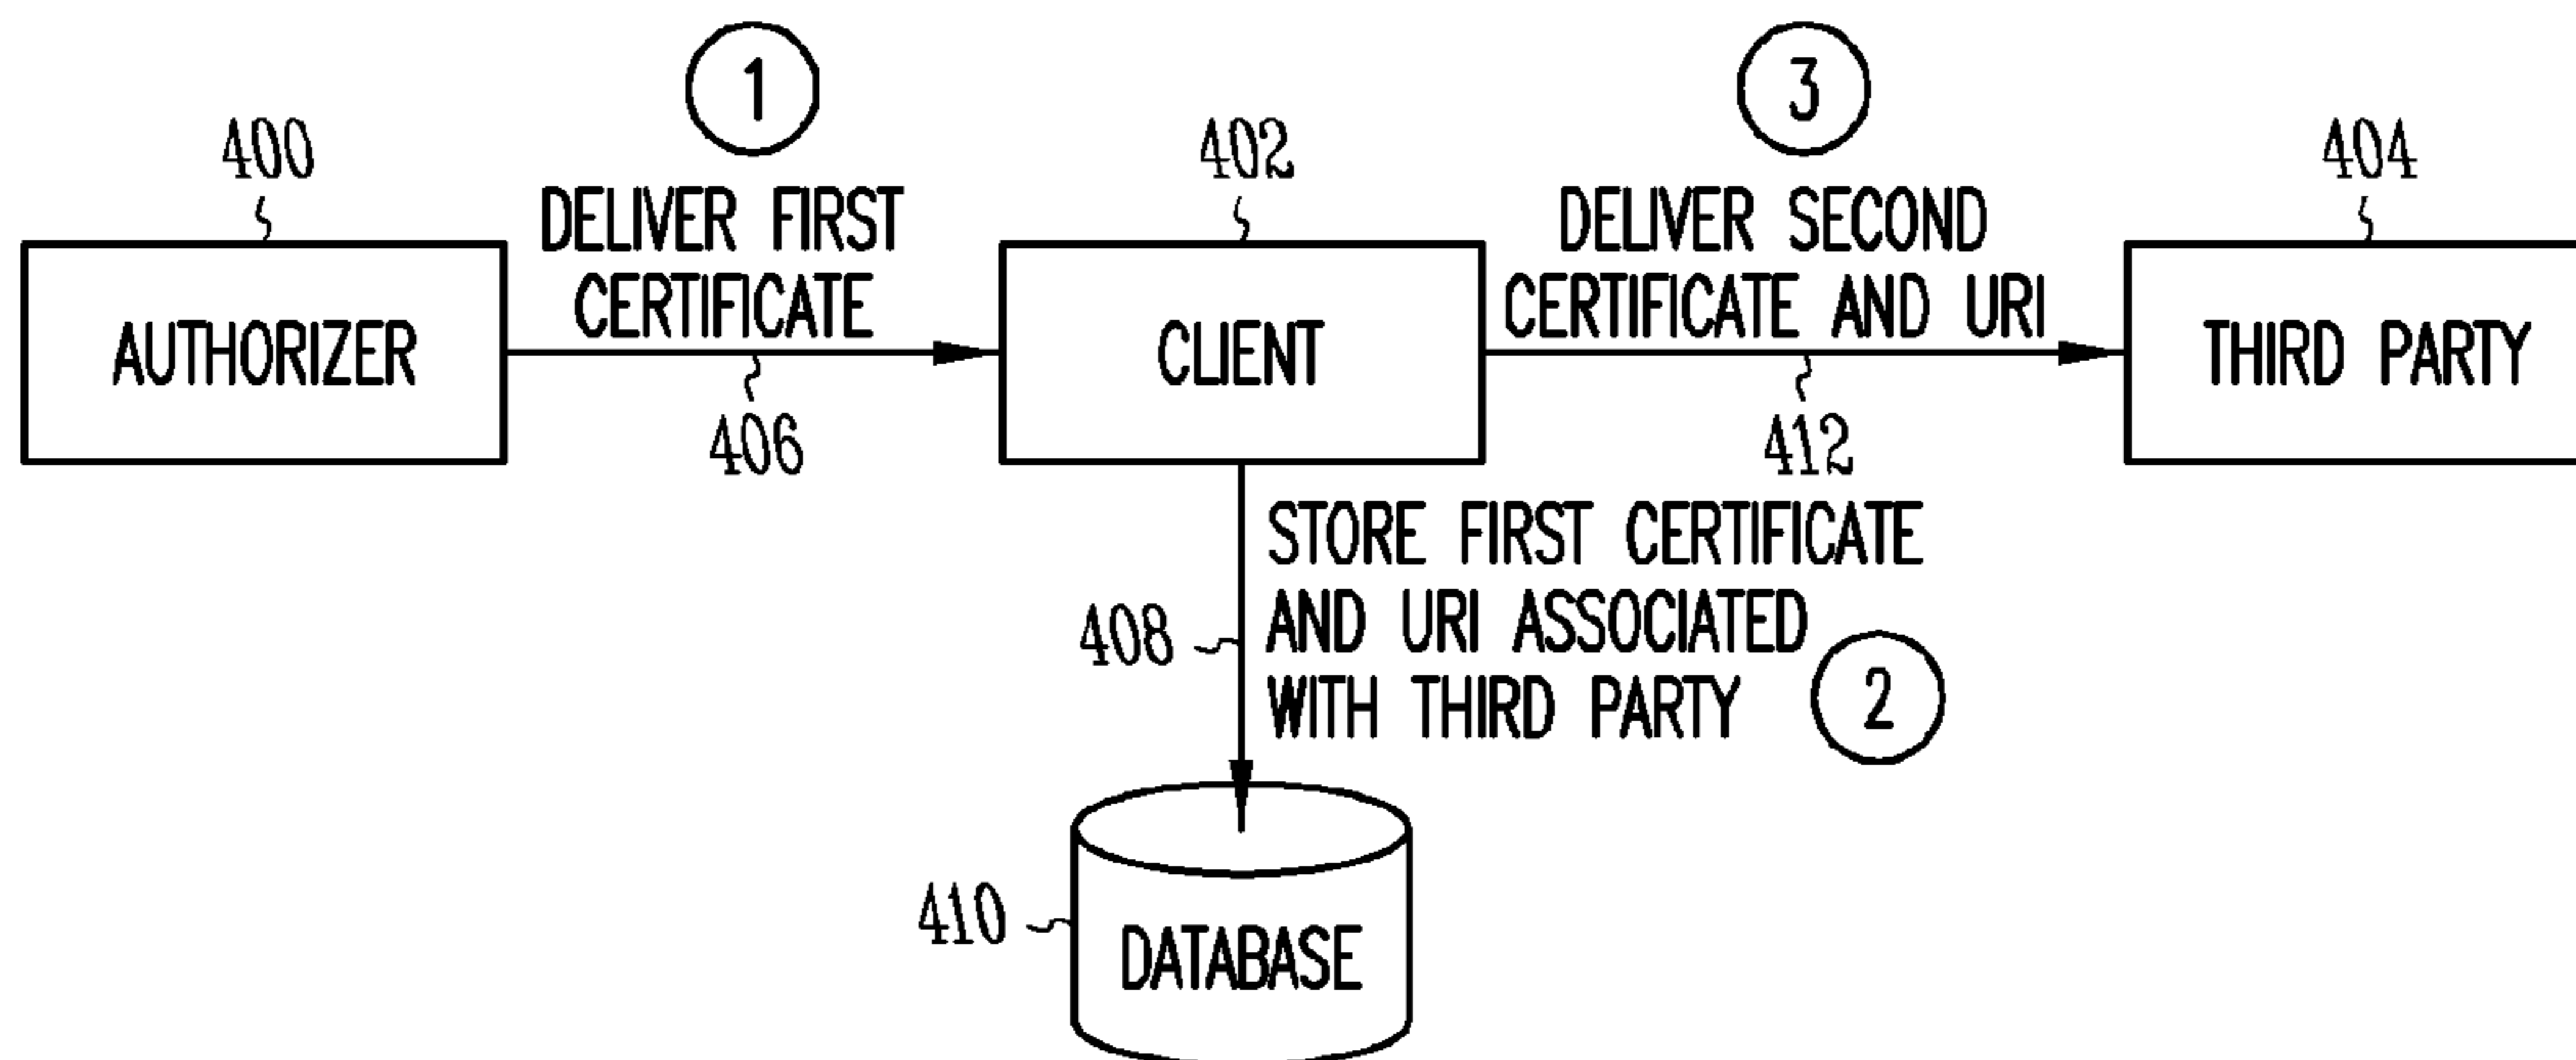 1
3
400
402
404
DELIVER FIRST
CERTIFICATE
DELIVER SECOND
CERTIFICATE AND URI
AUTHORIZER
CLIENT
THIRD PARTY
406
412
STORE FIRST CERTIFICATE
AND URI ASSOCIATED
WITH THIRD PARTY
408
2
410
DATABASE